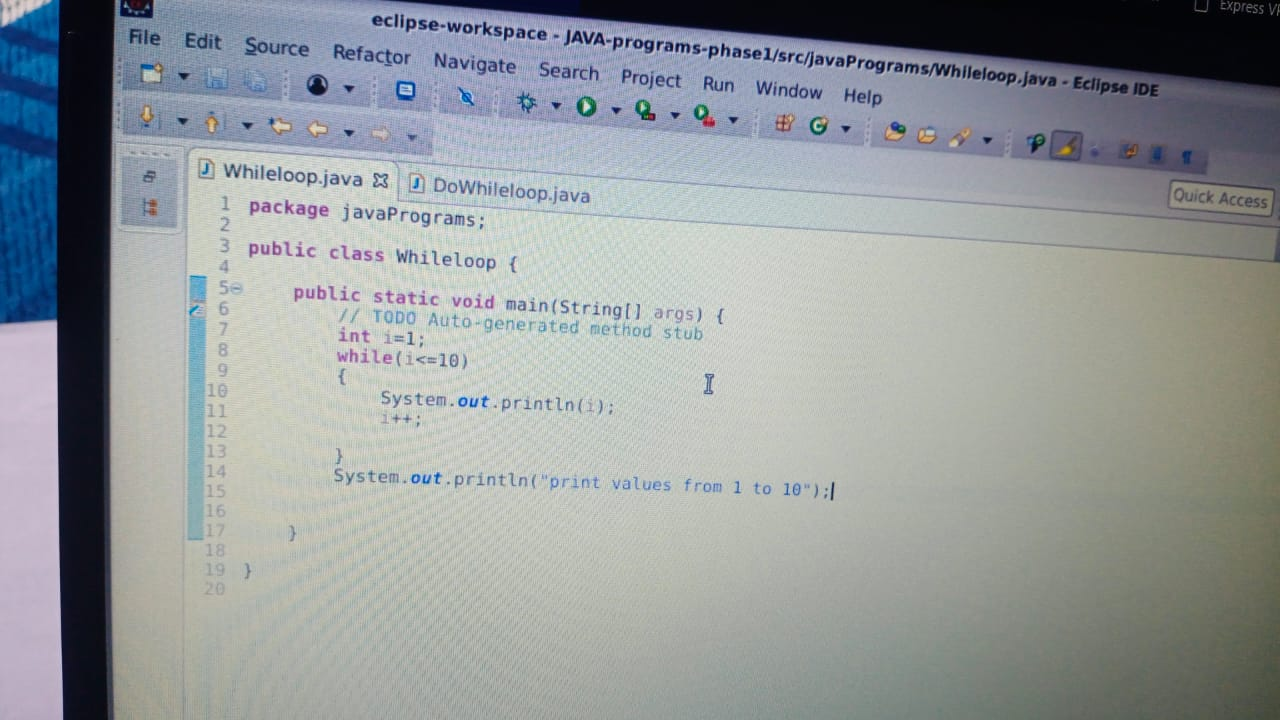 Express VP
eclipse-workspace - JAVA-programs-phase1/src/javaPrograms/Whileloop.java - Eclipse IDE
File Edit Source Refactor Navigate Search Project Run Window Help
Quick Access
Whileloop.java DoWhileloop.java
1 package javaPrograms;
2
3 public class Whileloop {
4
5 public static void main(String[] args) {
6 // TODO Auto-generated method stub
7 int i=1;
8 while(i<=10)
9 {
10 System.out.println(i);
11 i++;
12
13 }
14 System.out.println("print values from 1 to 10");
15
16
17 }
18
19 }
20